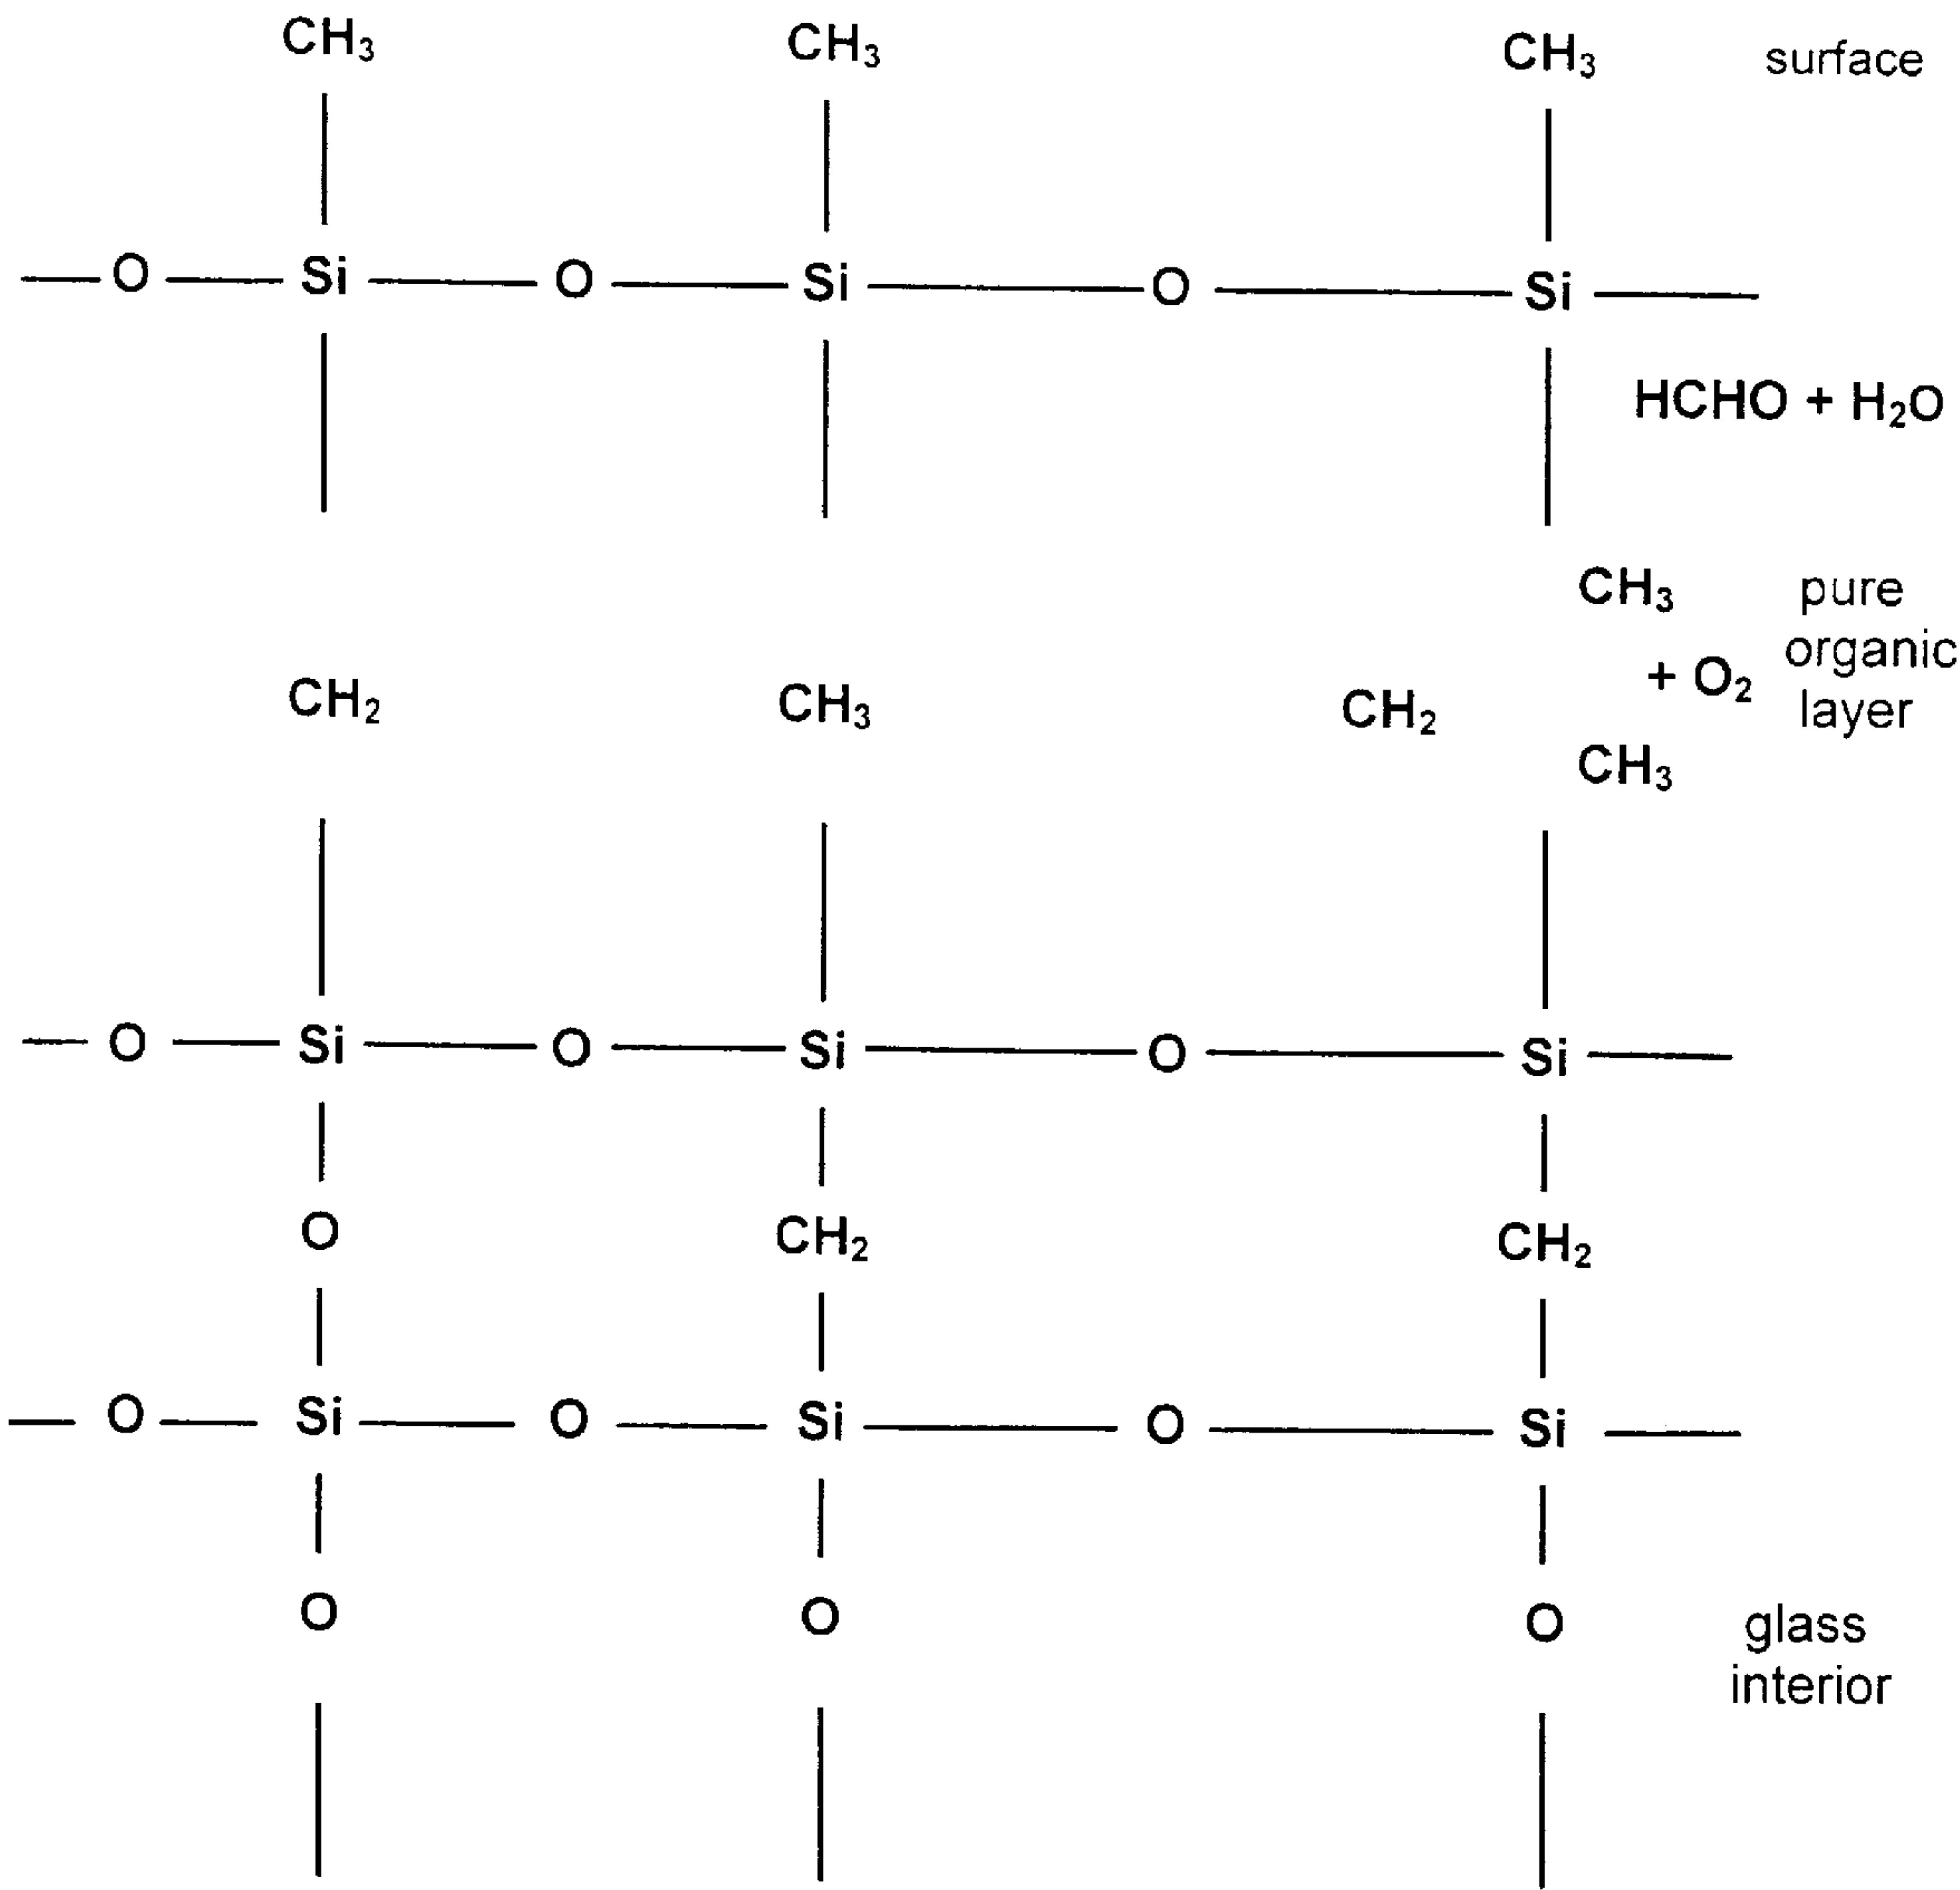 CH₃ CH₃ CH₃ surface
O Si O Si O Si
HCHO + H₂O
CH₃ pure
organic
+ O₂
CH₂ CH₃ CH₂ layer
CH₃
O Si O Si O Si
O CH₂ CH₂
O Si O Si O Si
O O O glass
interior